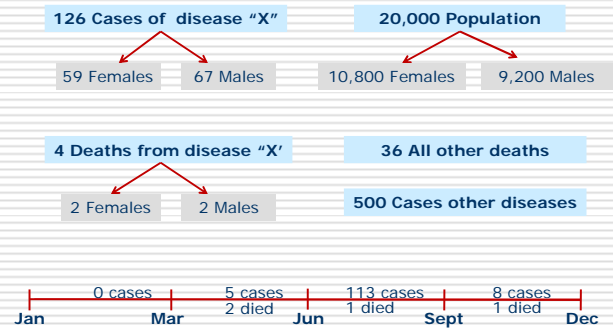 126 Cases of disease “X”
20,000 Population
59 Females
67 Males
10,800 Females
9,200 Males
4 Deaths from disease “X’
36 All other deaths
2 Females
2 Males
500 Cases other diseases
0 cases
5 cases
113 cases
8 cases
2 died
1 died
1 died
Jan
Mar
Jun
Sept
Dec